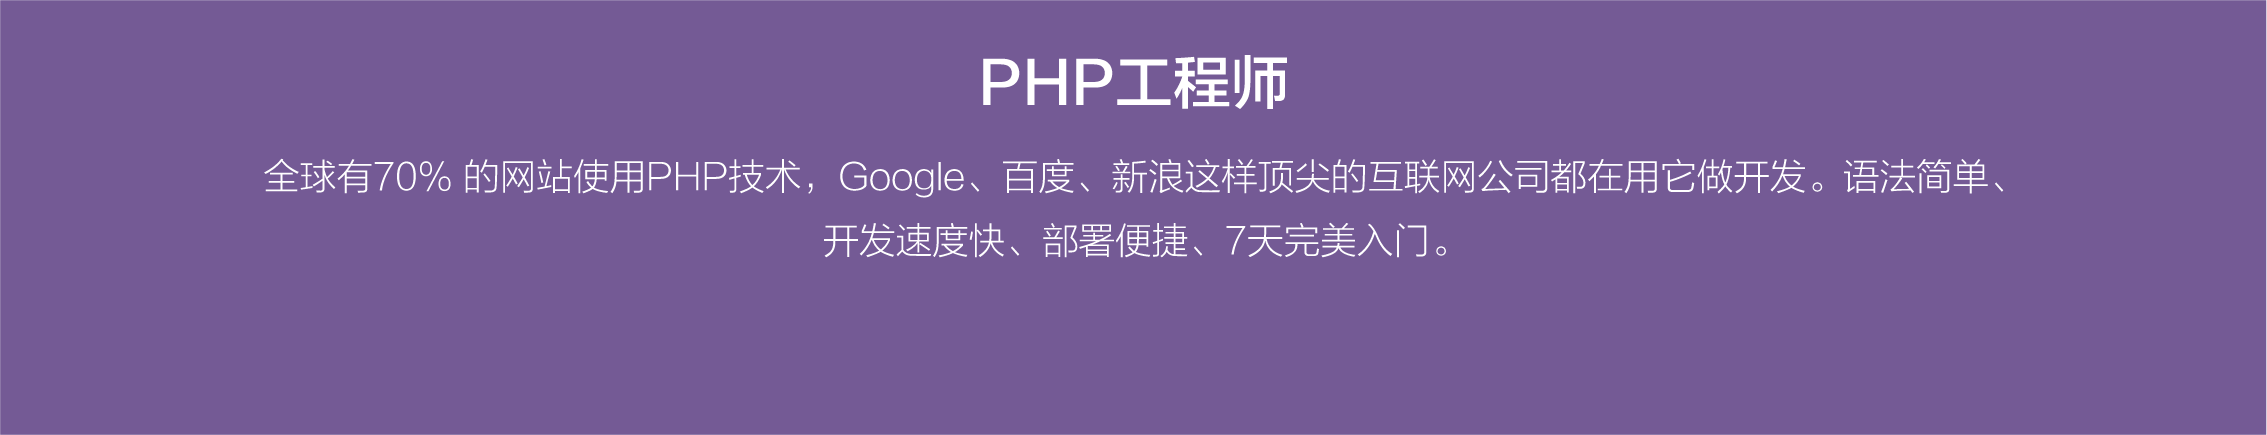 PHP工程师
全球有70% 的网站使用PHP技术，Google、百度、新浪这样顶尖的互联网公司都在用它做开发。语法简单、
开发速度快、部署便捷、7天完美入门。